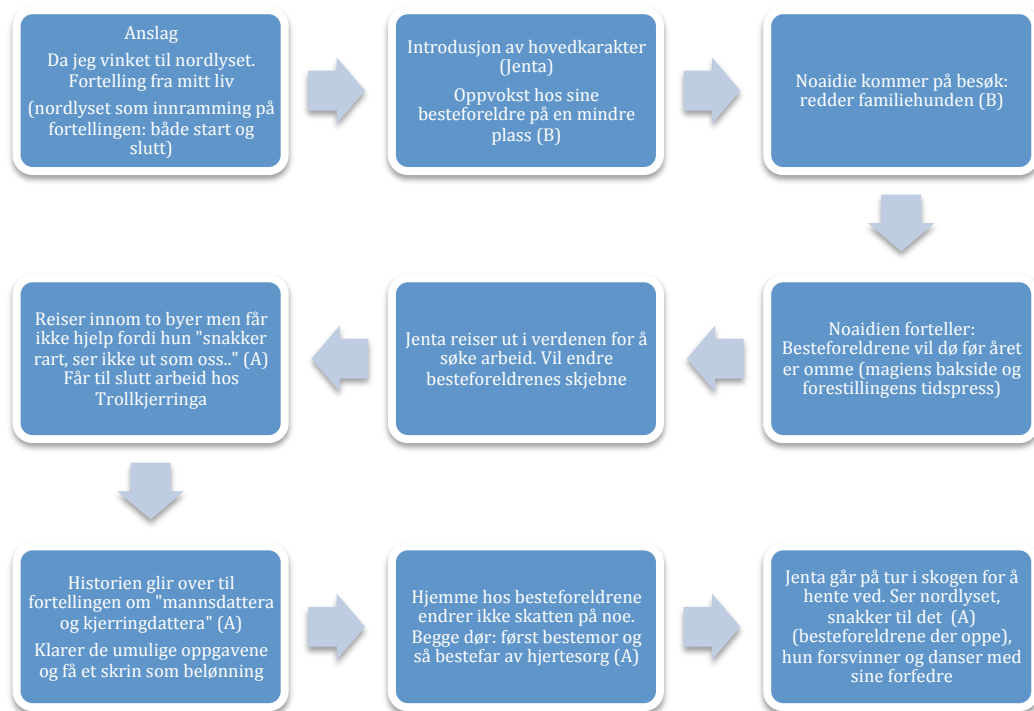 Anslag
Da jeg vinket til nordlyset.
Fortelling fra mitt liv
(nordlyset som innramming på
fortellingen: både start og
slutt)
Introdusjon av hovedkarakter
(Jenta)
Oppvokst hos sine
besteforeldre på en mindre
plass (B)
Noaidie kommer på besøk:
redder familiehunden (B)
Noaidien forteller:
Besteforeldrene vil dø før året
er omme (magiens bakside og
forestillingens tidspress)
Jenta reiser ut i verdenen for å
søke arbeid. Vil endre
besteforeldrenes skjebne
Reiser innom to byer men får
ikke hjelp fordi hun "snakker
rart, ser ikke ut som oss.." (A)
Får til slutt arbeid hos
Trollkjerringa
Historien glir over til
fortellingen om "mannsdattera
og kjerringdattera" (A)
Klarer de umulige oppgavene
og få et skrin som belønning
Hjemme hos besteforeldrene
endrer ikke skatten på noe.
Begge dør: først bestemor og
så bestefar av hjertesorg (A)
Jenta går på tur i skogen for å
hente ved. Ser nordlyset,
snakker til det (A)
(besteforeldrene der oppe),
hun forsvinner og danser med
sine forfedre